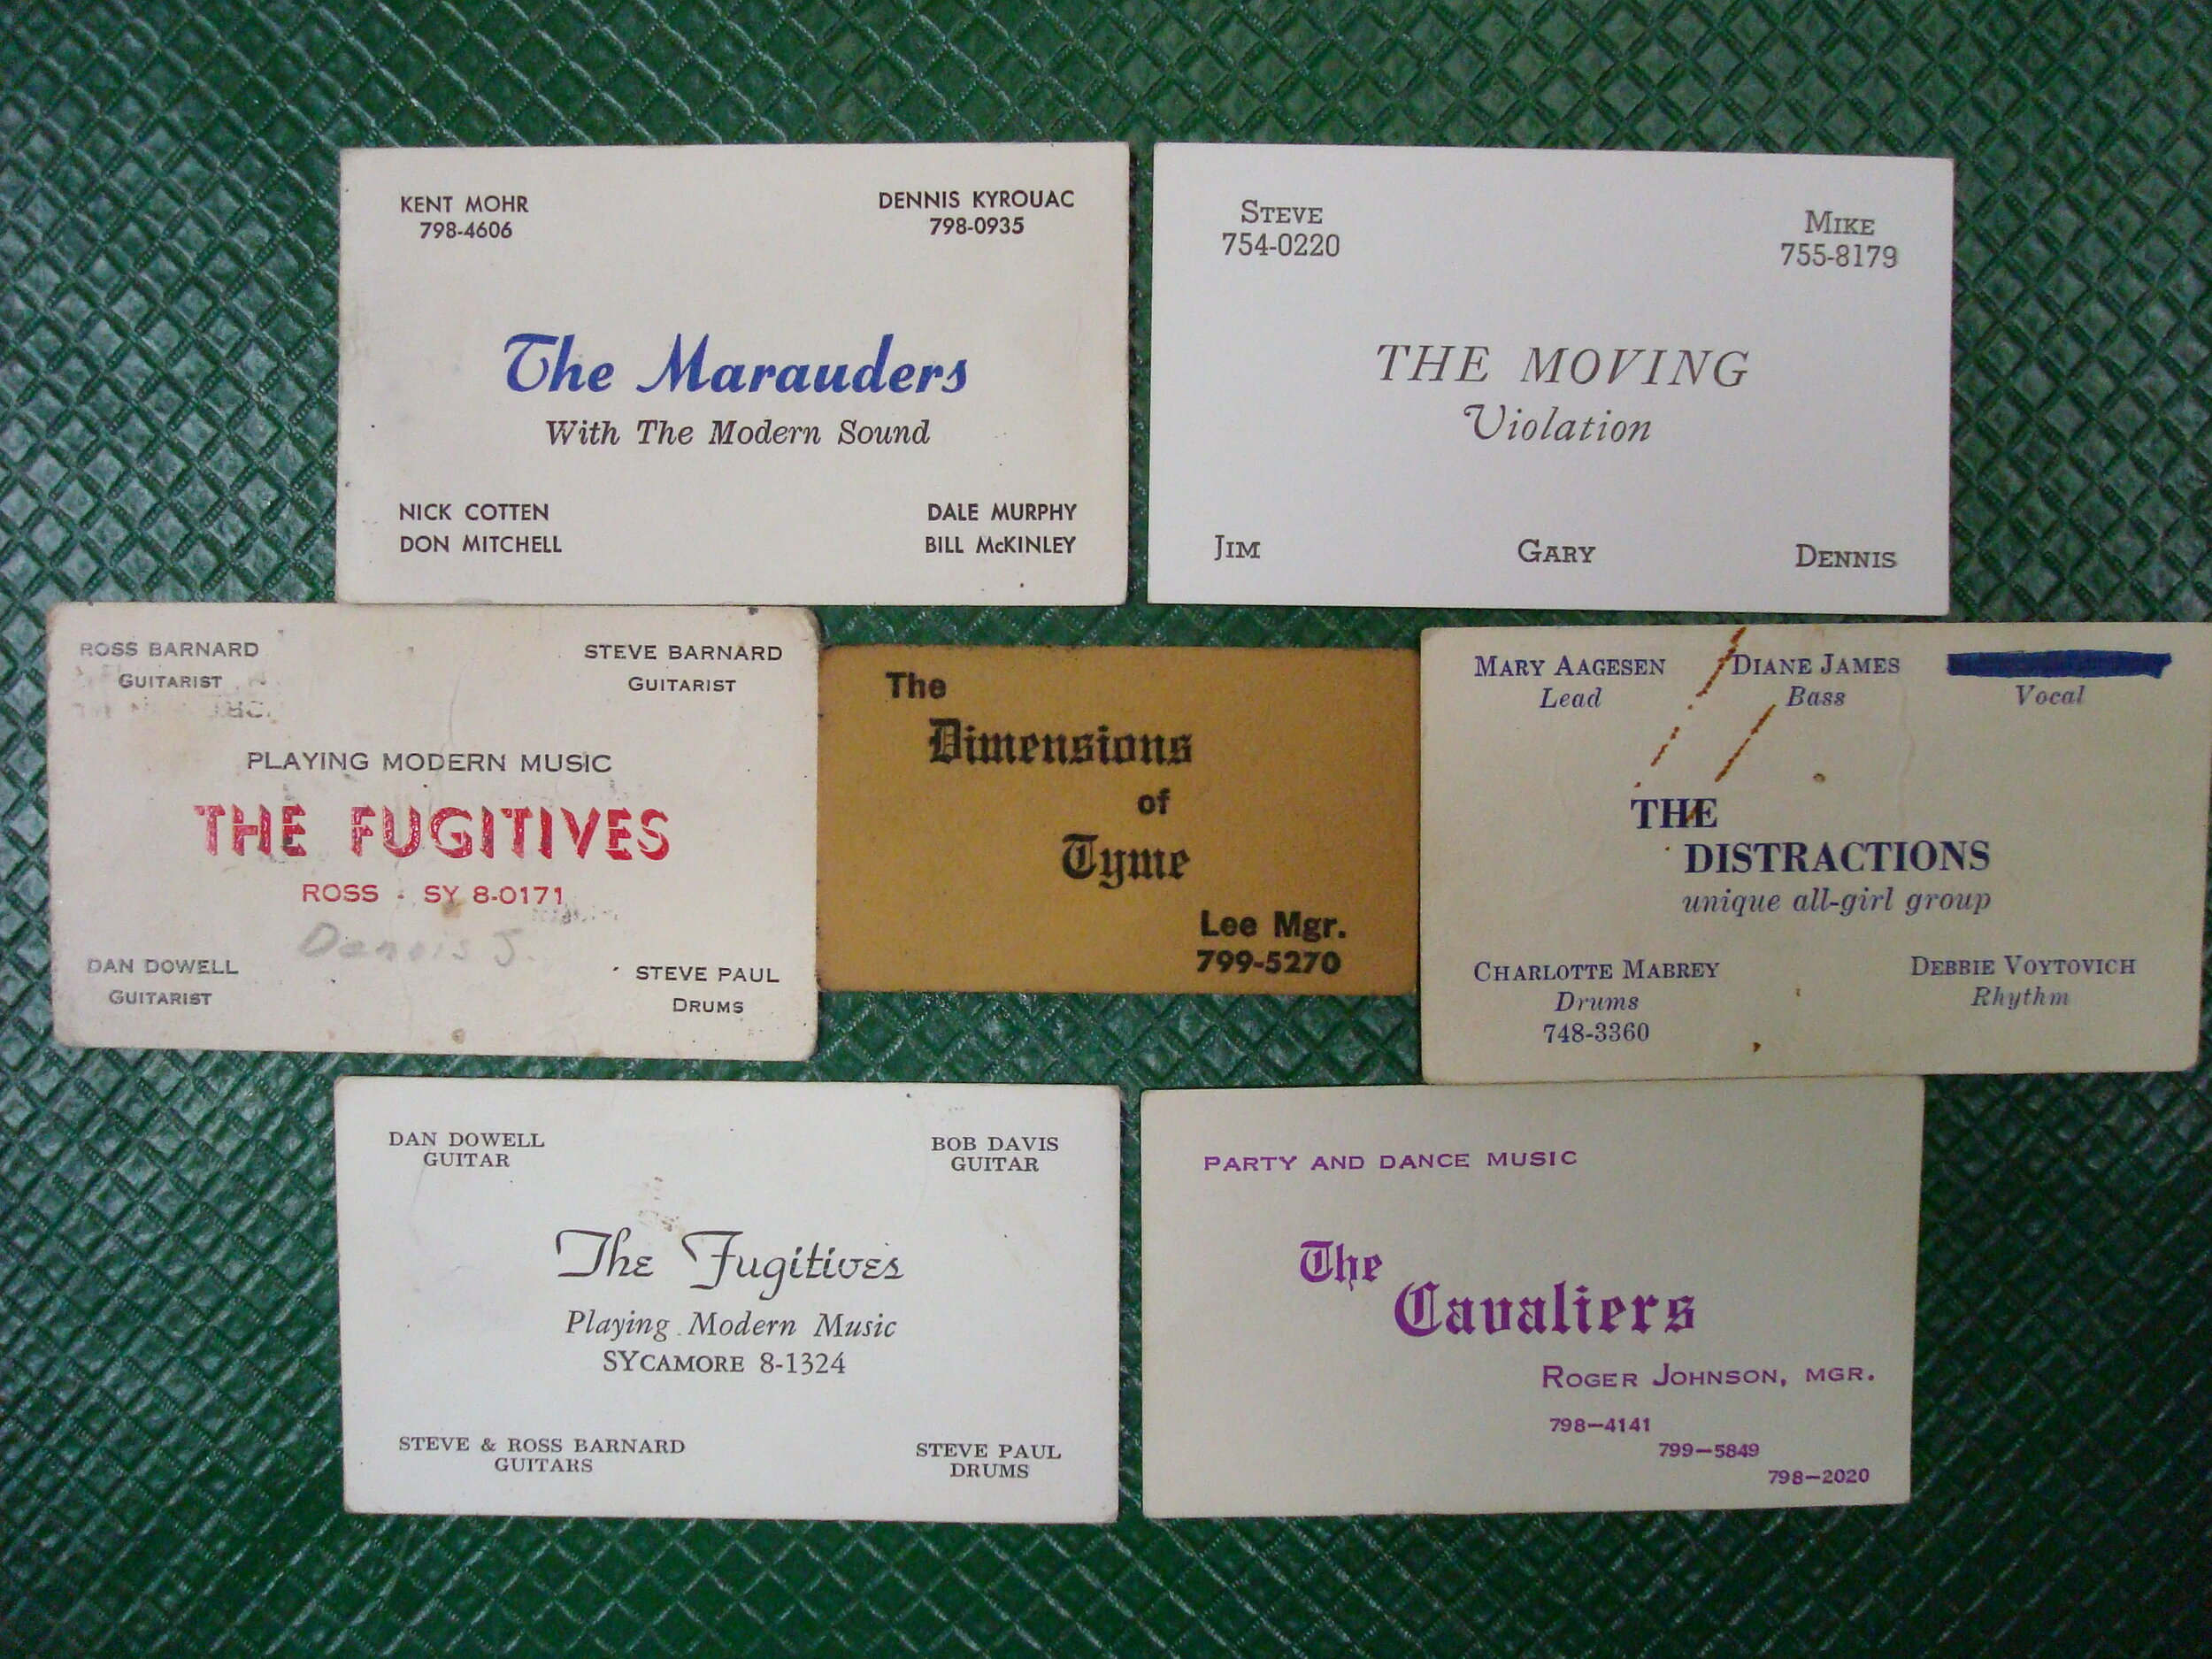 KENT MOHR
798-4606
DENNIS KYROUAC
798-0935
The Marauders
With The Modern Sound
NICK COTTEN
DON MITCHELL
DALE MURPHY
BILL McKINLEY
STEVE
754-0220
MIKE
755-8179
THE MOVING
Violation
JIM
GARY
DENNIS
ROSS BARNARD
GUITARIST
STEVE BARNARD
GUITARIST
PLAYING MODERN MUSIC
THE FUGITIVES
ROSS - SY 8-0171
Dennis J.
DAN DOWELL
GUITARIST
STEVE PAUL
DRUMS
The
Dimensions
of
Tyme
Lee Mgr.
799-5270
MARY AAGESEN
Lead
DIANE JAMES
Bass
Vocal
THE
DISTRACTIONS
unique all-girl group
CHARLOTTE MABREY
Drums
748-3360
DEBBIE VOYTOVICH
Rhythm
DAN DOWELL
GUITAR
BOB DAVIS
GUITAR
The Fugitives
Playing Modern Music
SYCAMORE 8-1324
STEVE & ROSS BARNARD
GUITARS
STEVE PAUL
DRUMS
PARTY AND DANCE MUSIC
The
Cavaliers
ROGER JOHNSON, MGR.
798-4141
799-5849
798-2020